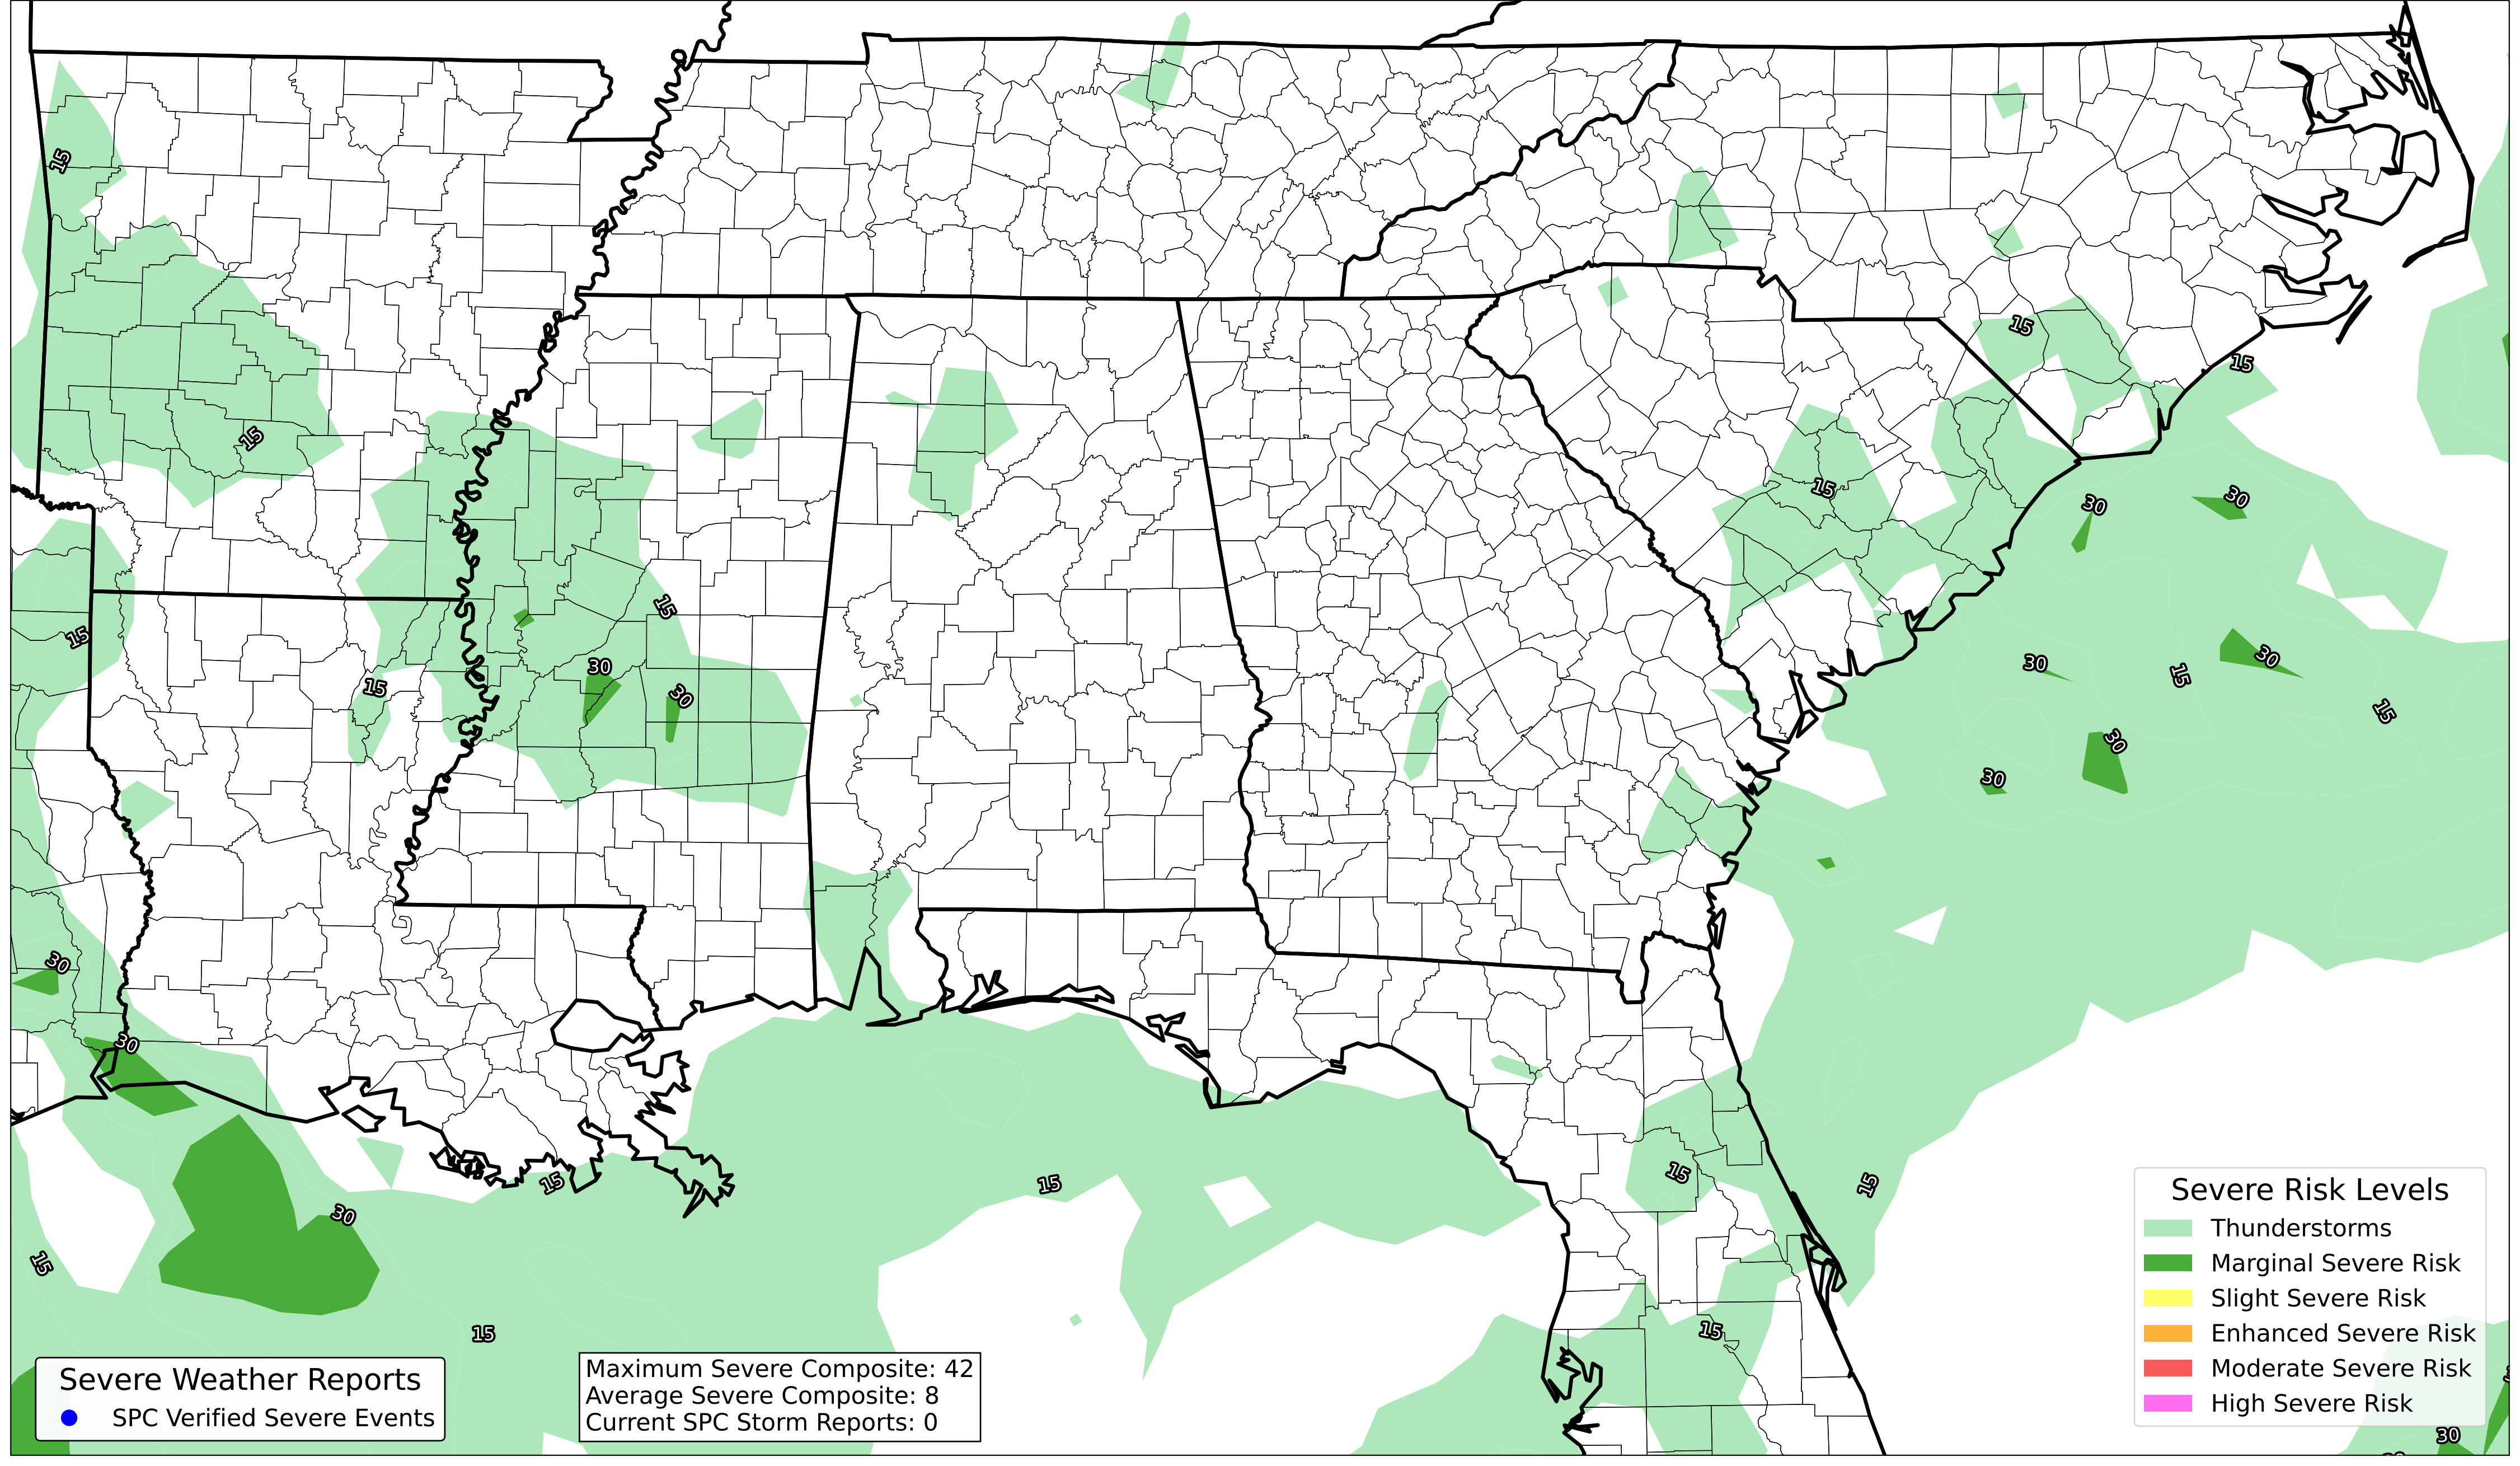 15
15
15
15
30
15
30
15
30
30
15
30
15
15
30
30
15
15
30
30
30
30
15
15
15
30
15
15
15
15
15
30
Severe Risk Levels
Thunderstorms
Marginal Severe Risk
Slight Severe Risk
Enhanced Severe Risk
Moderate Severe Risk
High Severe Risk
Severe Weather Reports
SPC Verified Severe Events
Maximum Severe Composite: 42
Average Severe Composite: 8
Current SPC Storm Reports: 0